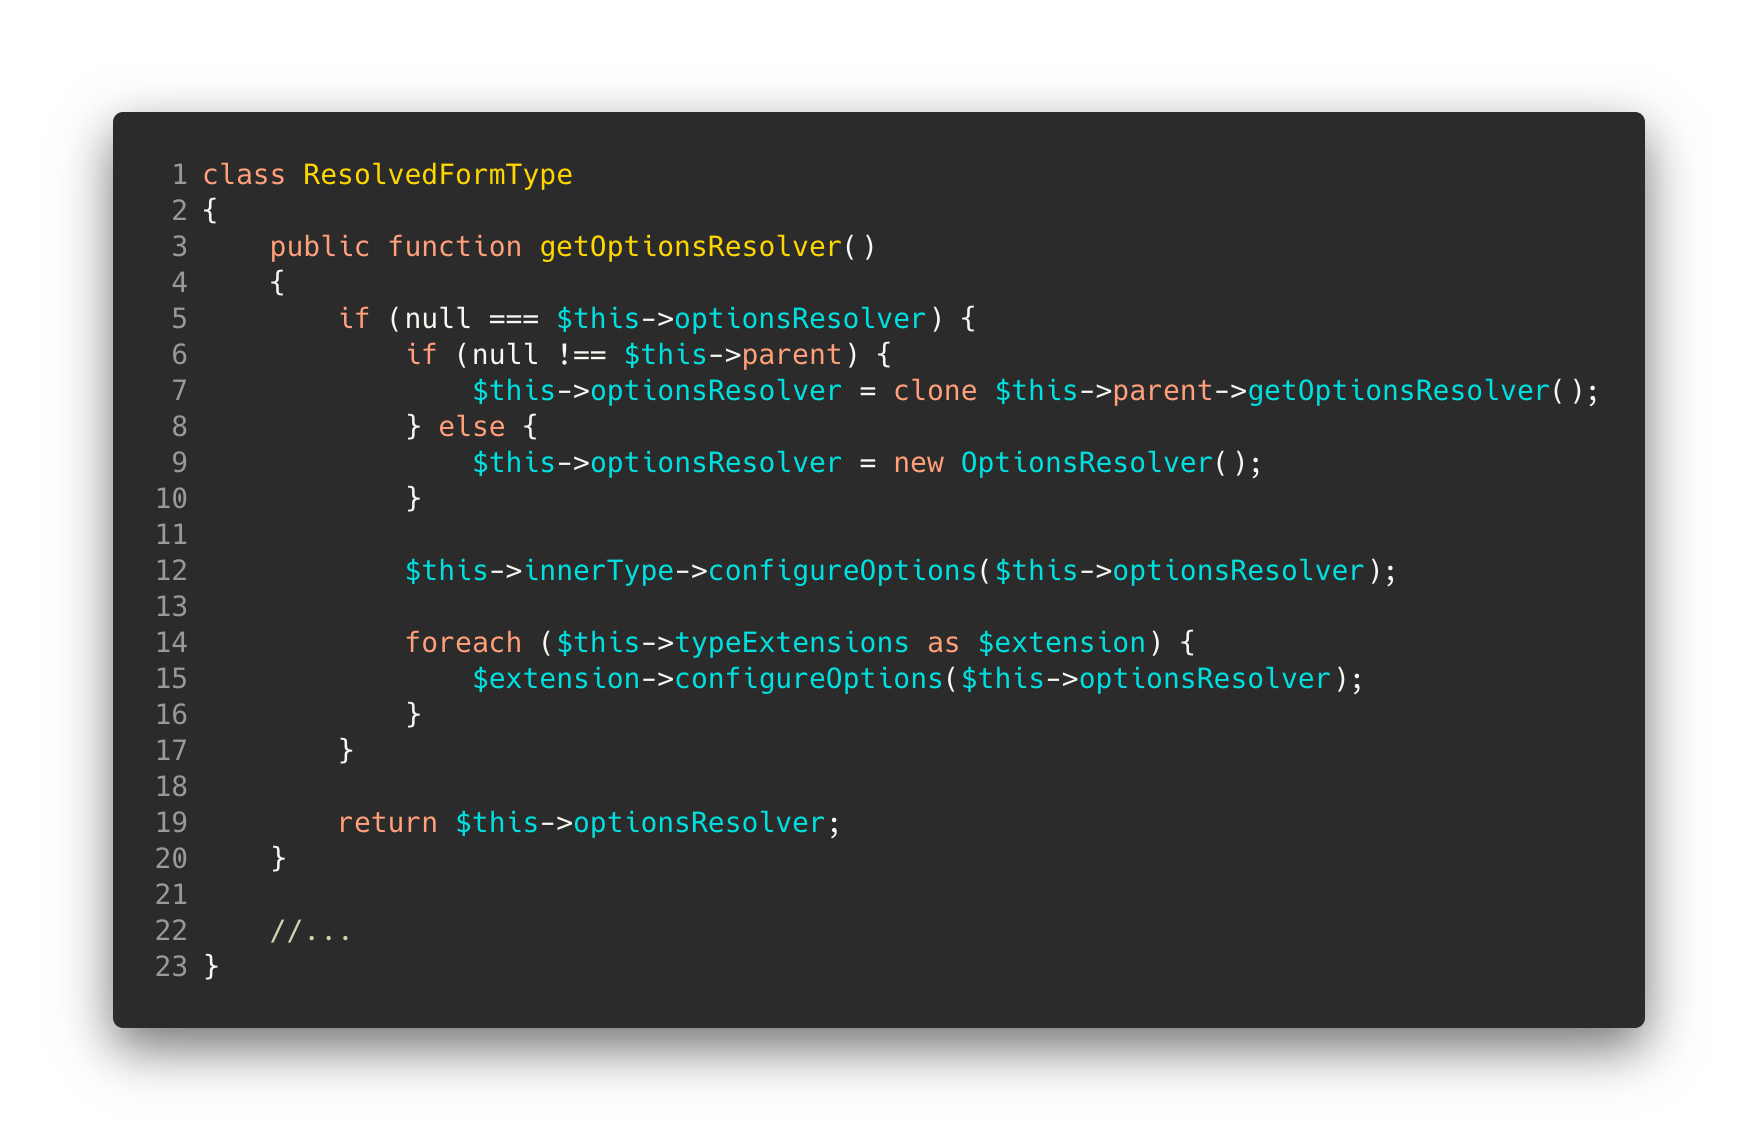 1 class ResolvedFormType
2 {
3     public function getOptionsResolver()
4     {
5         if (null === $this->optionsResolver) {
6             if (null !== $this->parent) {
7                 $this->optionsResolver = clone $this->parent->getOptionsResolver();
8             } else {
9                 $this->optionsResolver = new OptionsResolver();
10             }
11
12             $this->innerType->configureOptions($this->optionsResolver);
13
14             foreach ($this->typeExtensions as $extension) {
15                 $extension->configureOptions($this->optionsResolver);
16             }
17         }
18
19         return $this->optionsResolver;
20     }
21
22     //...
23 }